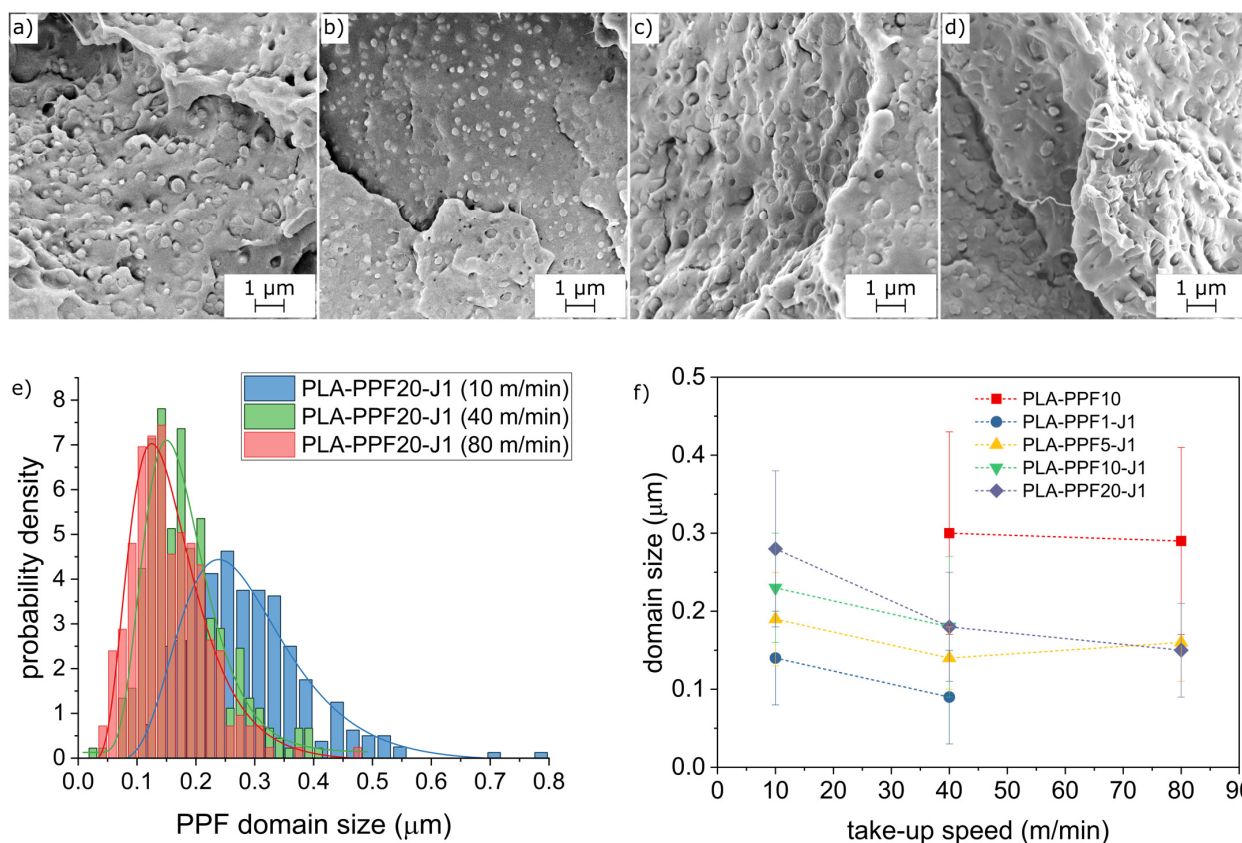 a)
b)
c)
d)
1 μm
1 μm
1 μm
1 μm
e)
PLA-PPF20-J1 (10 m/min)
PLA-PPF20-J1 (40 m/min)
PLA-PPF20-J1 (80 m/min)
probability density
8
7
6
5
4
3
2
1
0
0.0
0.1
0.2
0.3
0.4
0.5
0.6
0.7
0.8
PPF domain size (μm)
f)
PLA-PPF10
PLA-PPF1-J1
PLA-PPF5-J1
PLA-PPF10-J1
PLA-PPF20-J1
domain size (μm)
0.5
0.4
0.3
0.2
0.1
0.0
0
10
20
30
40
50
60
70
80
90
take-up speed (m/min)